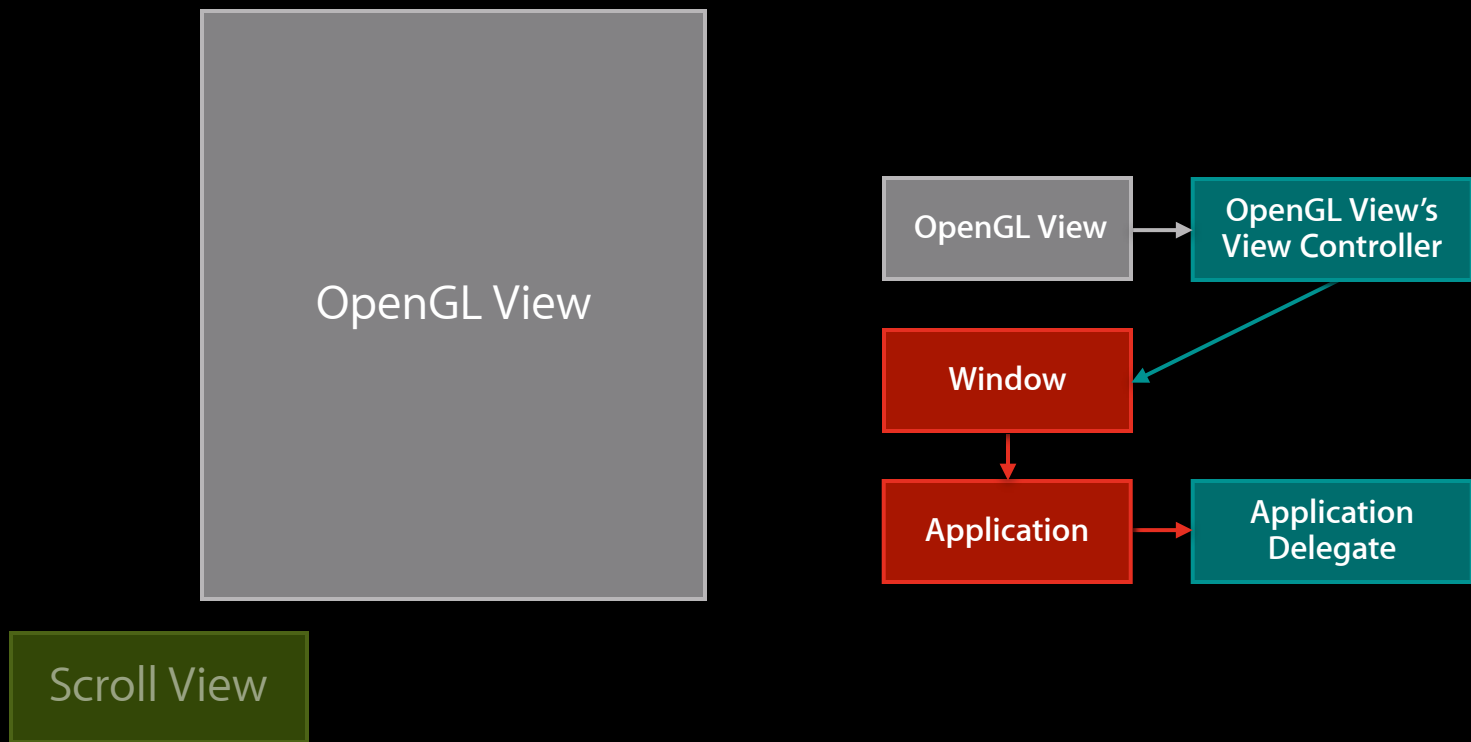 OpenGL View
OpenGL View
OpenGL View’s
View Controller
Window
Application
Application
Delegate
Scroll View